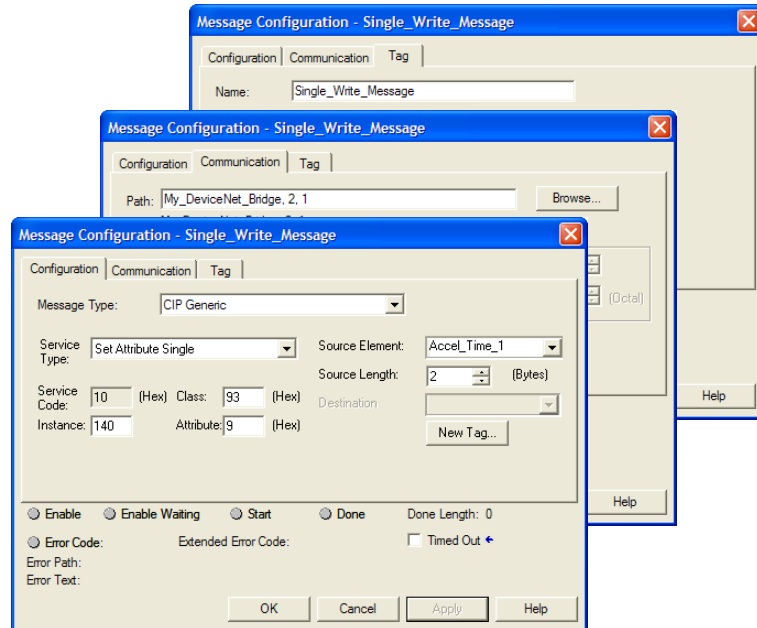 Message Configuration - Single_Write_Message
Configuration Communication Tag
Name: Single_Write_Message
Help
Message Configuration - Single_Write_Message
Configuration Communication Tag
Path: My_DeviceNet_Bridge, 2, 1 Browse...
(Octal)
Help
Message Configuration - Single_Write_Message
Configuration Communication Tag
Message Type: CIP Generic
Service Type: Set Attribute Single
Source Element: Accel_Time_1
Source Length: 2 (Bytes)
Service Code: 10 (Hex) Class: 93 (Hex)
Destination
Instance: 140 Attribute: 9 (Hex)
New Tag...
Enable Enable Waiting Start Done Done Length: 0
Error Code: Extended Error Code: Timed Out
Error Path:
Error Text:
OK Cancel Apply Help